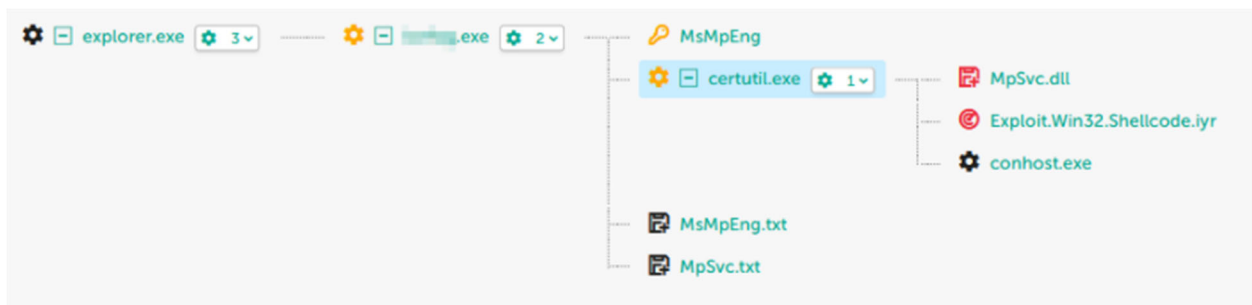 explorer.exe 3 .exe 2 MsMpEng
certutil.exe 1 MpSvc.dll
Exploit.Win32.Shellcode.iyr
conhost.exe
MsMpEng.txt
MpSvc.txt